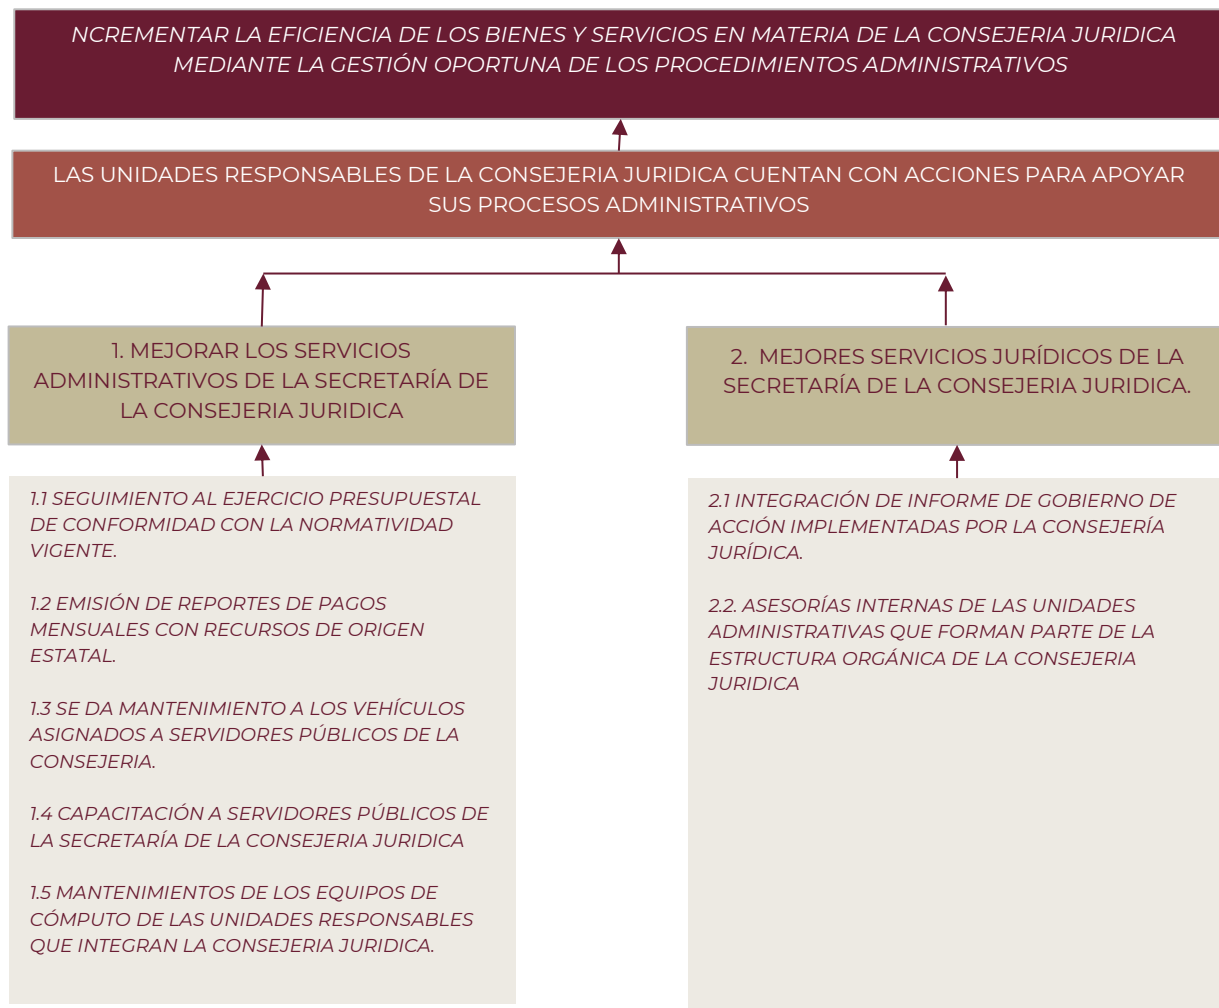 NCREMENTAR LA EFICIENCIA DE LOS BIENES Y SERVICIOS EN MATERIA DE LA CONSEJERIA JURIDICA
MEDIANTE LA GESTIÓN OPORTUNA DE LOS PROCEDIMIENTOS ADMINISTRATIVOS
LAS UNIDADES RESPONSABLES DE LA CONSEJERIA JURIDICA CUENTAN CON ACCIONES PARA APOYAR
SUS PROCESOS ADMINISTRATIVOS
1. MEJORAR LOS SERVICIOS
ADMINISTRATIVOS DE LA SECRETARÍA DE
LA CONSEJERIA JURIDICA
1.1 SEGUIMIENTO AL EJERCICIO PRESUPUESTAL
DE CONFORMIDAD CON LA NORMATIVIDAD
VIGENTE.
1.2 EMISIÓN DE REPORTES DE PAGOS
MENSUALES CON RECURSOS DE ORIGEN
ESTATAL.
1.3 SE DA MANTENIMIENTO A LOS VEHÍCULOS
ASIGNADOS A SERVIDORES PÚBLICOS DE LA
CONSEJERIA.
1.4 CAPACITACIÓN A SERVIDORES PÚBLICOS DE
LA SECRETARÍA DE LA CONSEJERIA JURIDICA
1.5 MANTENIMIENTOS DE LOS EQUIPOS DE
CÓMPUTO DE LAS UNIDADES RESPONSABLES
QUE INTEGRAN LA CONSEJERIA JURIDICA.
2. MEJORES SERVICIOS JURÍDICOS DE LA
SECRETARÍA DE LA CONSEJERIA JURIDICA.
2.1 INTEGRACIÓN DE INFORME DE GOBIERNO DE
ACCIÓN IMPLEMENTADAS POR LA CONSEJERÍA
JURÍDICA.
2.2. ASESORÍAS INTERNAS DE LAS UNIDADES
ADMINISTRATIVAS QUE FORMAN PARTE DE LA
ESTRUCTURA ORGÁNICA DE LA CONSEJERIA
JURIDICA